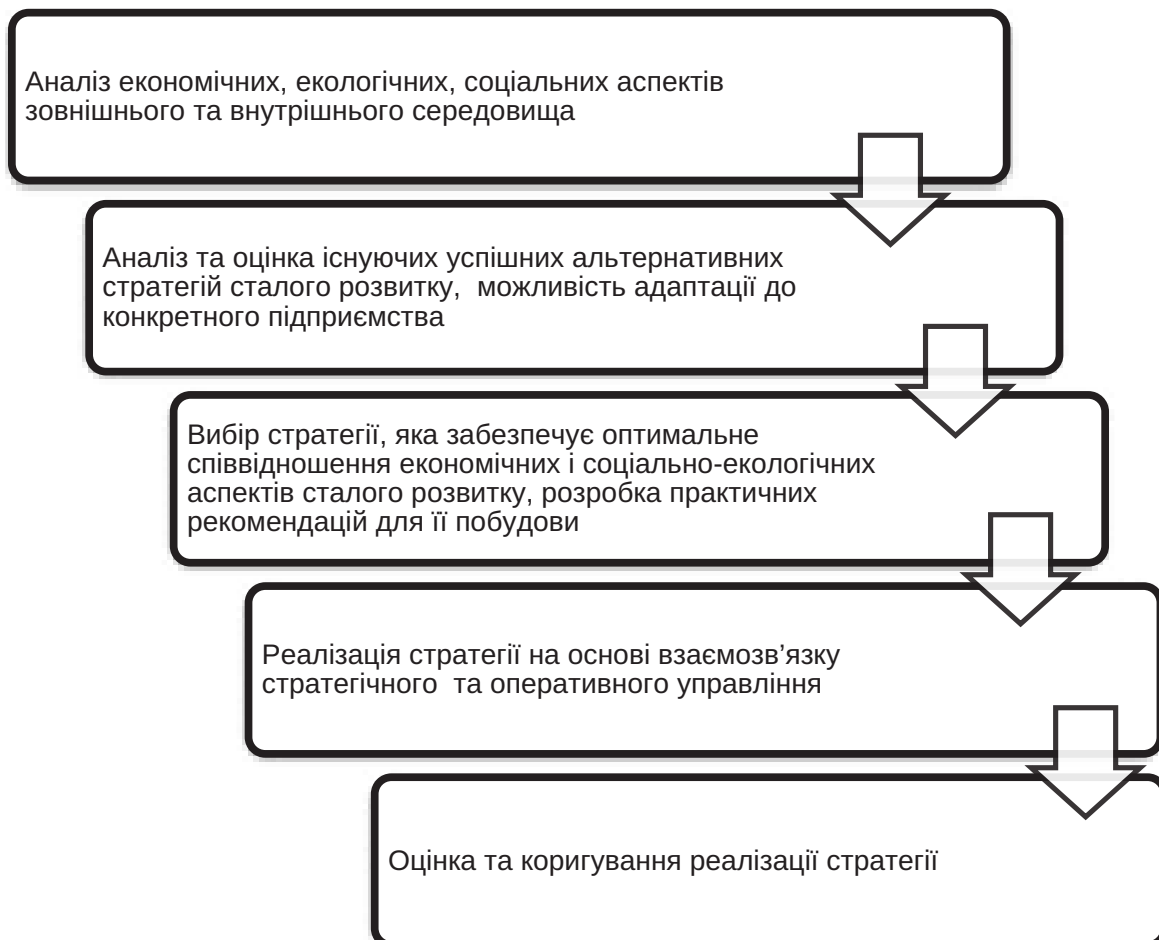 Аналіз економічних, екологічних, соціальних аспектів
зовнішнього та внутрішнього середовища
Аналіз та оцінка існуючих успішних альтернативних
стратегій сталого розвитку,  можливість адаптації до
конкретного підприємства
Вибір стратегії, яка забезпечує оптимальне
співвідношення економічних і соціально-екологічних
аспектів сталого розвитку, розробка практичних
рекомендацій для її побудови
Реалізація стратегії на основі взаємозв’язку
стратегічного  та оперативного управління
Оцінка та коригування реалізації стратегії